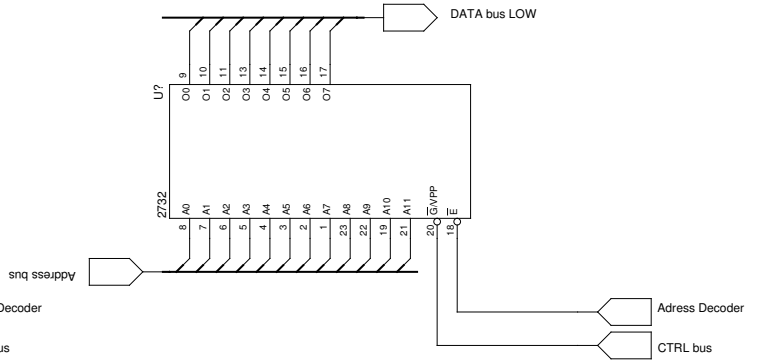 DATA bus LOW
9 10 11 13 14 15 16 17
U?
O0 O1 O2 O3 O4 O5 O6 O7
2732
A0 A1 A2 A3 A4 A5 A6 A7 A8 A9 A10 A11 G/VPP E
8 7 6 5 4 3 2 1 23 22 19 21 20 18
Address bus
Decoder
Adress Decoder
us
CTRL bus